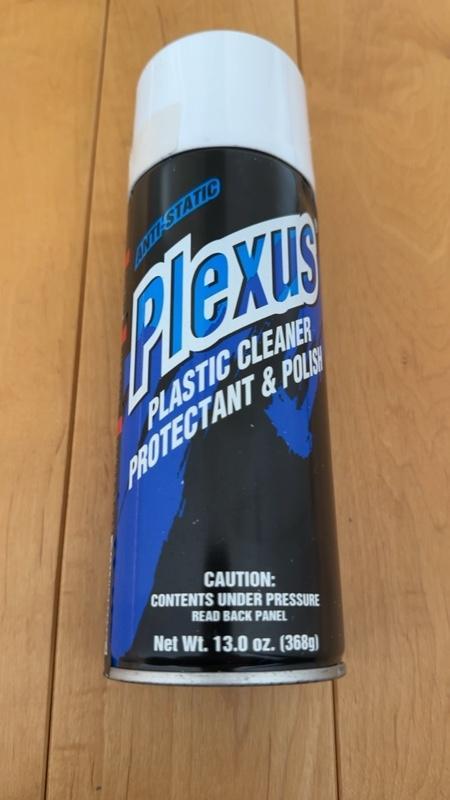 ANTI-STATIC
Plexus
PLASTIC CLEANER
PROTECTANT & POLISH
CAUTION:
CONTENTS UNDER PRESSURE
READ BACK PANEL
Net Wt. 13.0 oz. (368g)